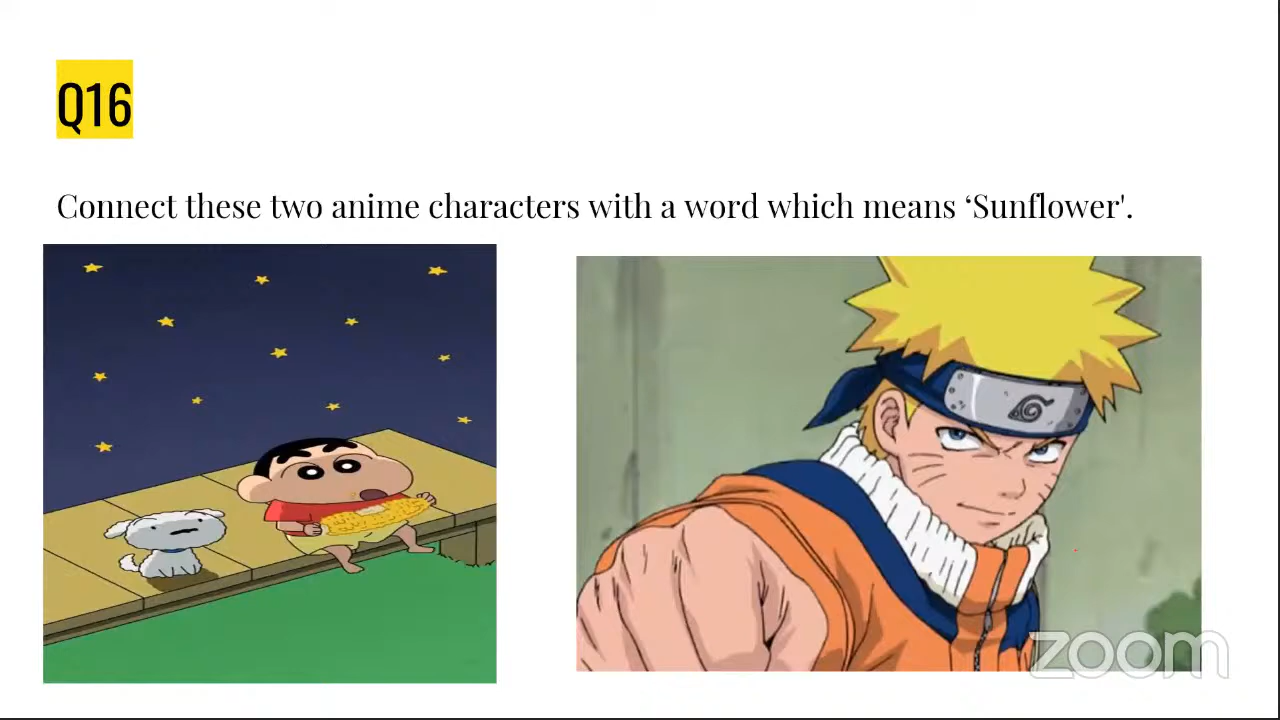 Q16
Connect these two anime characters with a word which means ‘Sunflower'.
zoom